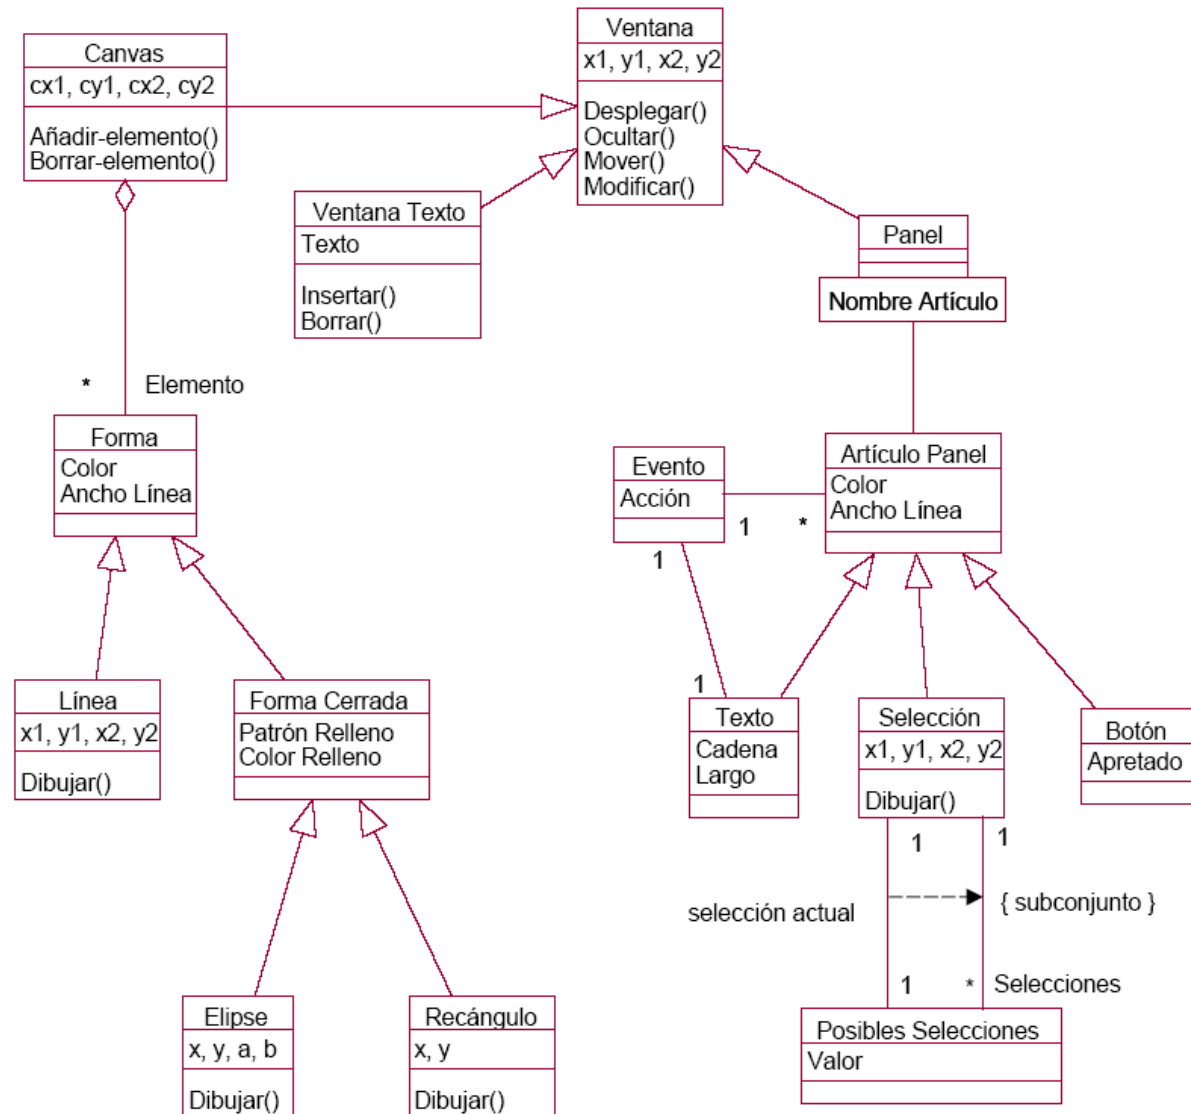 Canvas
cx1, cy1, cx2, cy2
Añadir-elemento()
Borrar-elemento()
Ventana
x1, y1, x2, y2
Desplegar()
Ocultar()
Mover()
Modificar()
Ventana Texto
Texto
Insertar()
Borrar()
Panel
Nombre Artículo
* Elemento
Forma
Color
Ancho Línea
Evento
Acción
Artículo Panel
Color
Ancho Línea
1 *
1
1
Línea
x1, y1, x2, y2
Dibujar()
Forma Cerrada
Patrón Relleno
Color Relleno
Texto
Cadena
Largo
Selección
x1, y1, x2, y2
Dibujar()
Botón
Apretado
1 1
selección actual { subconjunto }
1 * Selecciones
Elipse
x, y, a, b
Dibujar()
Recángulo
x, y
Dibujar()
Posibles Selecciones
Valor